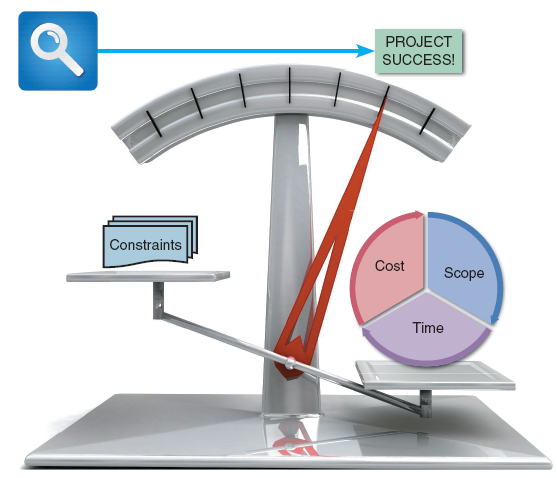 PROJECT
SUCCESS!
Constraints
Cost
Scope
Time